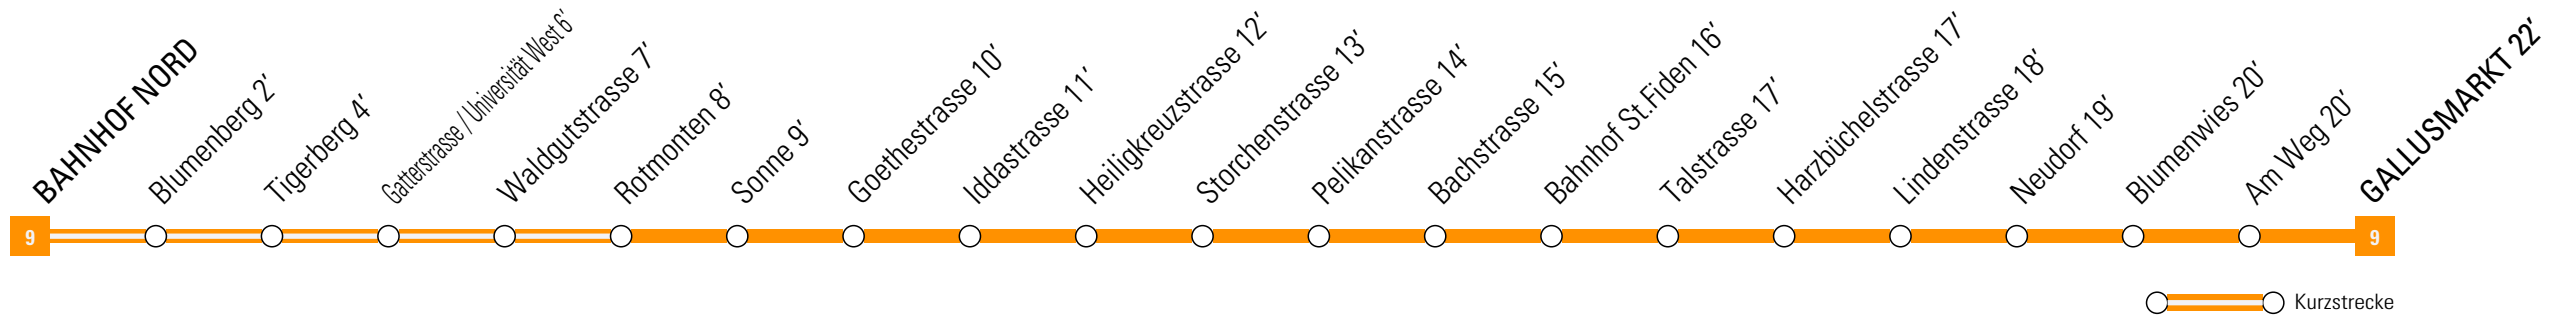 BAHNHOF NORD
Blumenberg 2′
Tigerberg 4′
Gatterstrasse / Universität West 6′
Waldgutstrasse 7′
Rotmonten 8′
Sonne 9′
Goethestrasse 10′
Iddastrasse 11′
Heiligkreuzstrasse 12′
Storchenstrasse 13′
Pelikanstrasse 14′
Bachstrasse 15′
Bahnhof St.Fiden 16′
Talstrasse 17′
Harzbüchelstrasse 17′
Lindenstrasse 18′
Neudorf 19′
Blumenwies 20′
Am Weg 20′
GALLUSMARKT 22′
9
9
Kurzstrecke